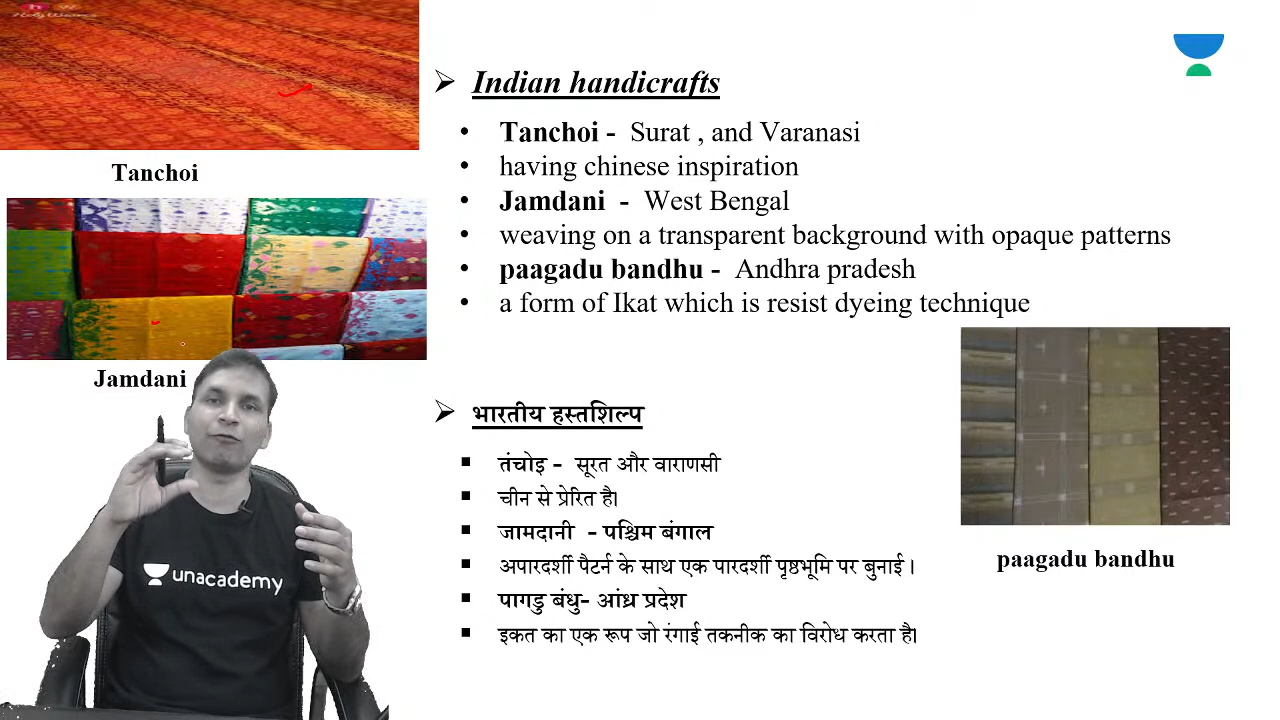 Holy Weaves
Tanchoi
Jamdani
Indian handicrafts
Tanchoi - Surat , and Varanasi
having chinese inspiration
Jamdani - West Bengal
weaving on a transparent background with opaque patterns
paagadu bandhu - Andhra pradesh
a form of Ikat which is resist dyeing technique
भारतीय हस्तशिल्प
तंचोइ - सूरत और वाराणसी
चीन से प्रेरित है।
जामदानी - पश्चिम बंगाल
अपारदर्शी पैटर्न के साथ एक पारदर्शी पृष्ठभूमि पर बुनाई ।
पागडु बंधु- आंध्र प्रदेश
इकत का एक रूप जो रंगाई तकनीक का विरोध करता है।
paagadu bandhu
unacademy